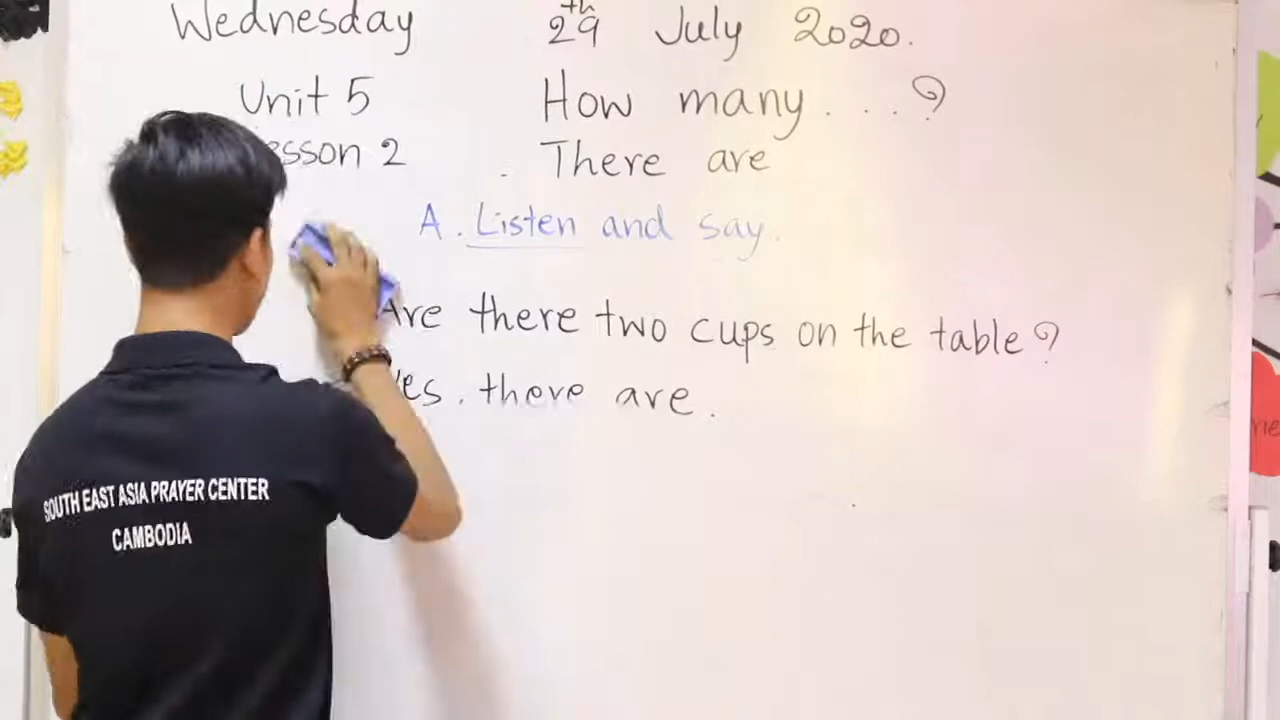 Wednesday 29th July 2020.
Unit 5 How many...?
esson 2 There are
A. Listen and say.
Are there two cups on the table?
Yes. there are.
SOUTH EAST ASIA PRAYER CENTER
CAMBODIA